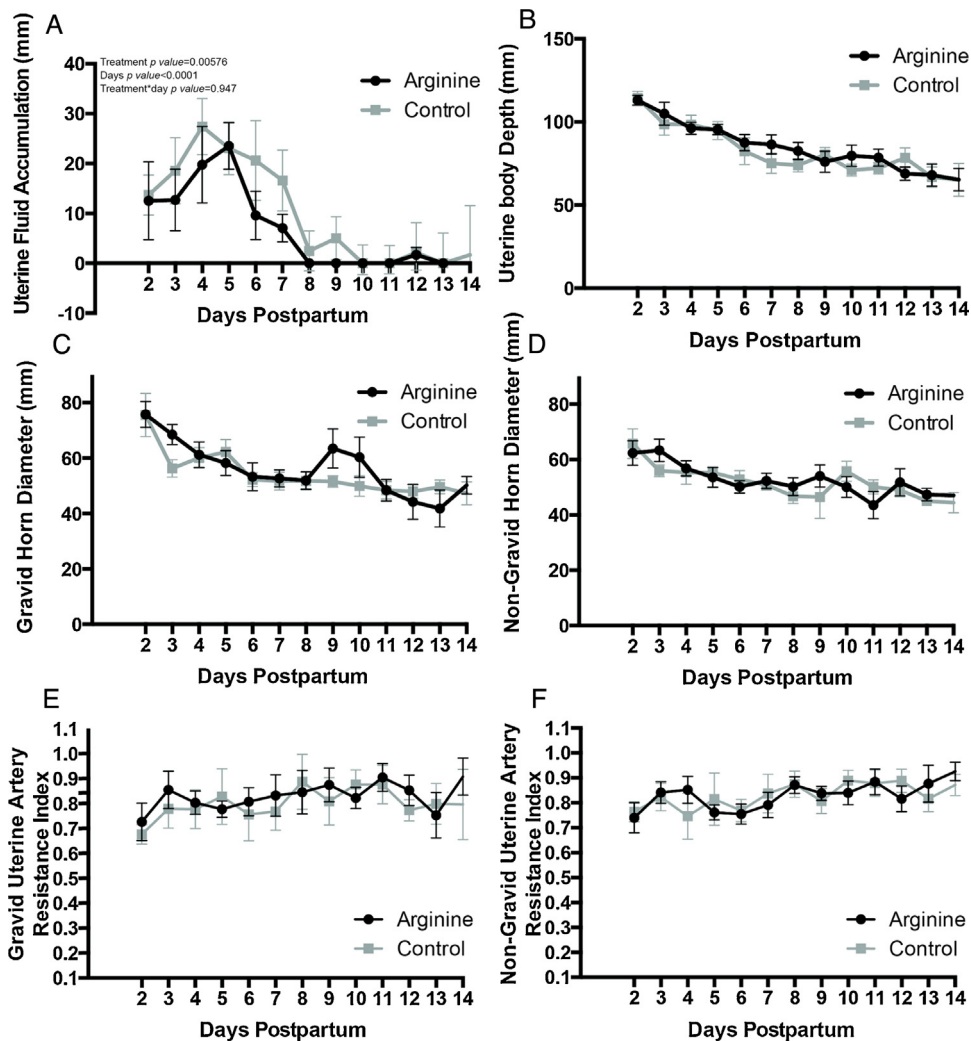 A
Uterine Fluid Accumulation (mm)
Treatment p value=0.00576
Days p value<0.0001
Treatment*day p value=0.947
Arginine
Control
40
30
20
10
0
-10
2 3 4 5 6 7 8 9 10 11 12 13 14
Days Postpartum
B
Uterine body Depth (mm)
Arginine
Control
150
100
50
0
2 3 4 5 6 7 8 9 10 11 12 13 14
Days Postpartum
C
Gravid Horn Diameter (mm)
Arginine
Control
80
60
40
20
0
2 3 4 5 6 7 8 9 10 11 12 13 14
Days Postpartum
D
Non-Gravid Horn Diameter (mm)
Arginine
Control
80
60
40
20
0
2 3 4 5 6 7 8 9 10 11 12 13 14
Days Postpartum
E
Gravid Uterine Artery
Resistance Index
1.1
1.0
0.9
0.8
0.7
0.6
0.5
0.4
0.3
0.2
0.1
Arginine
Control
2 3 4 5 6 7 8 9 10 11 12 13 14
Days Postpartum
F
Non-Gravid Uterine Artery
Resistance Index
1.1
1.0
0.9
0.8
0.7
0.6
0.5
0.4
0.3
0.2
0.1
Arginine
Control
2 3 4 5 6 7 8 9 10 11 12 13 14
Days Postpartum